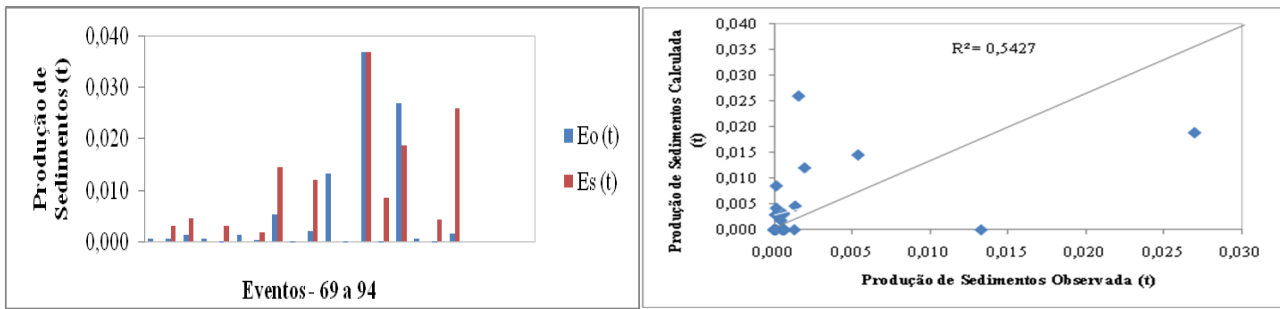 Produção de
Sedimentos (t)
0,040
0,030
0,020
0,010
0,000
Eventos - 69 a 94
Eo (t)
Es (t)
Produção de Sedimentos Calculada
(t)
0,040
0,035
0,030
0,025
0,020
0,015
0,010
0,005
0,000
R² = 0,5427
0,000 0,005 0,010 0,015 0,020 0,025 0,030
Produção de Sedimentos Observada (t)